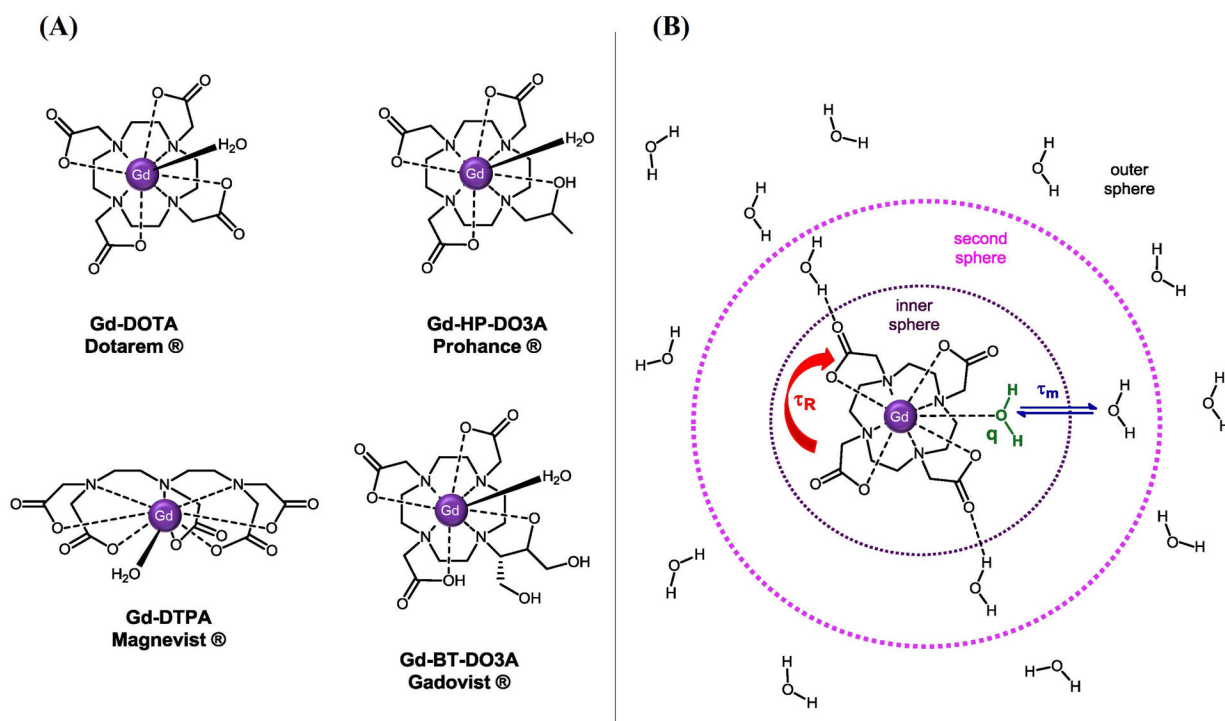 (A)
O
O
O
O
N
N
H₂O
Gd
O
O
N
N
O
O
Gd-DOTA
Dotarem ®
O
O
O
O
N
N
H₂O
Gd
OH
N
N
O
O
Gd-HP-DO3A
Prohance ®
N
N
N
O
O
Gd
O
O
O
O
O
O
O
O
H₂O
Gd-DTPA
Magnevist ®
O
O
O
O
N
N
H₂O
Gd
O
N
N
OH
O
OH
OH
Gd-BT-DO3A
Gadovist ®
(B)
H
O
H
H
O
H
H
O
H
outer
sphere
H
O
H
second
sphere
H
O
H
H
O
H
inner
sphere
O
O
O
O
H
O
H
N
N
τR
Gd
H
O
H
q
τm
H
O
H
H
O
H
N
N
O
O
O
O
H
O
H
H
O
H
H
O
H
H
O
H
H
O
H